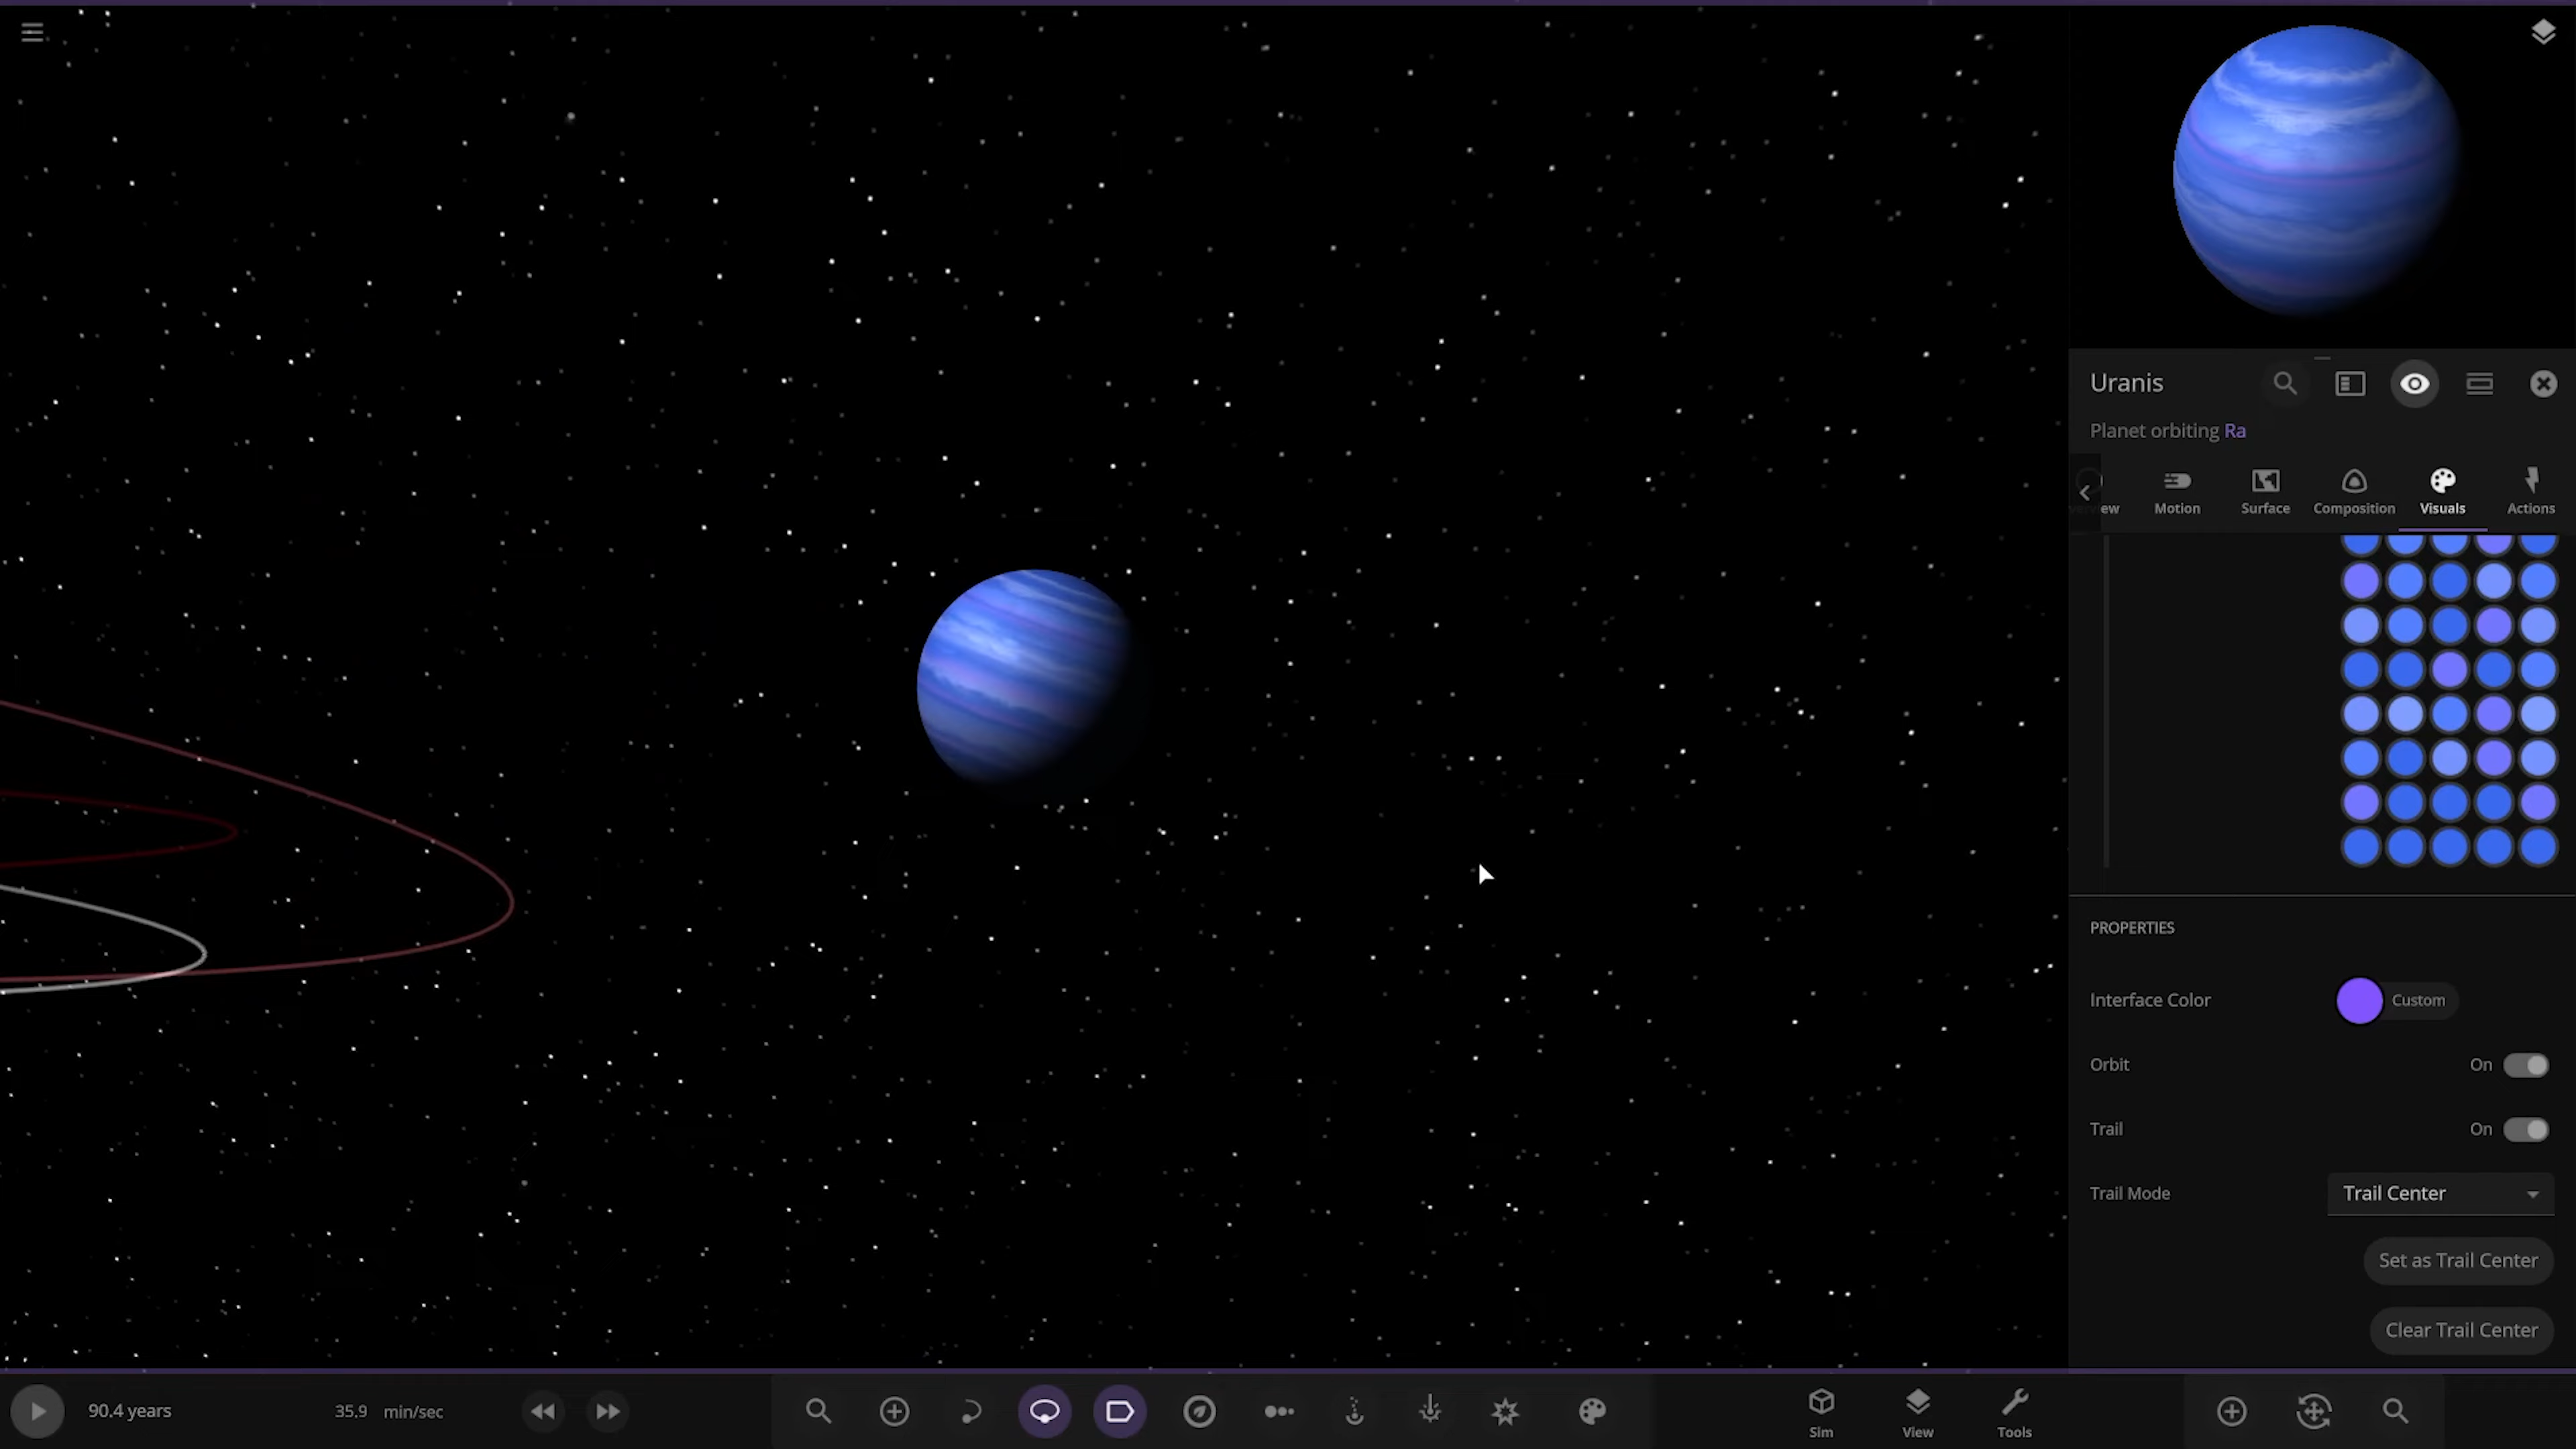 Uranis
Planet orbiting Ra
Motion
Surface
Composition
Visuals
Actions
PROPERTIES
Interface Color
Custom
Orbit
On
Trail
On
Trail Mode
Trail Center
Set as Trail Center
Clear Trail Center
90.4 years
35.9 min/sec
Sim
View
Tools